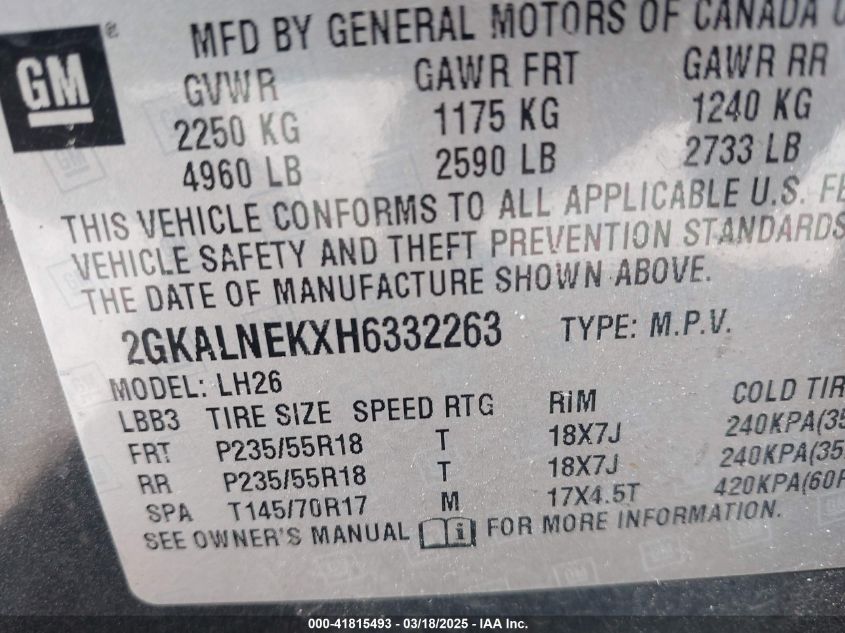 GM ®
MFD BY GENERAL MOTORS OF CANADA
GVWR GAWR FRT GAWR RR
2250 KG 1175 KG 1240 KG
4960 LB 2590 LB 2733 LB
THIS VEHICLE CONFORMS TO ALL APPLICABLE U.S. FE
VEHICLE SAFETY AND THEFT PREVENTION STANDARDS
THE DATE OF MANUFACTURE SHOWN ABOVE.
2GKALNEKXH6332263 TYPE: M.P.V.
MODEL: LH26
LBB3 TIRE SIZE SPEED RTG RIM COLD TIR
FRT P235/55R18 T 18X7J 240KPA(35
RR P235/55R18 T 18X7J 240KPA(35
SPA T145/70R17 M 17X4.5T 420KPA(60P
SEE OWNER'S MANUAL FOR MORE INFORMATION.
000-41815493 - 03/18/2025 - IAA Inc.